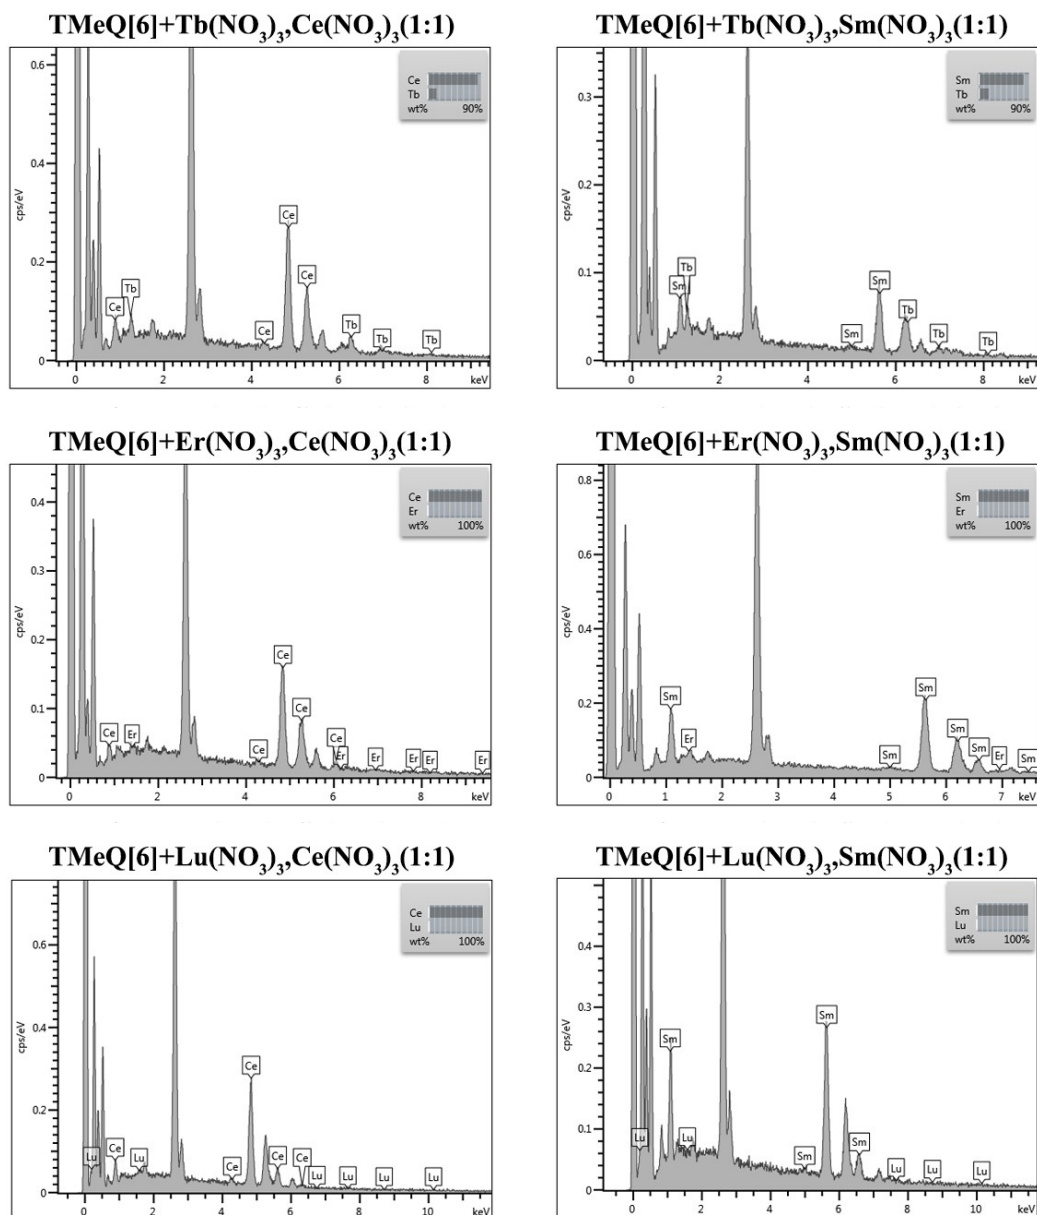 TMeQ[6]+Tb(NO₃)₃,Ce(NO₃)₃(1:1)
0.6
0.4
0.2
0
cps/eV
Ce
Tb
wt% 90%
Ce
Tb
Ce
Ce
Ce
Tb
Tb
Tb
0 2 4 6 8 keV
TMeQ[6]+Tb(NO₃)₃,Sm(NO₃)₃(1:1)
0.3
0.2
0.1
0
cps/eV
Sm
Tb
wt% 90%
Sm
Tb
Sm
Sm
Tb
Tb
Tb
0 2 4 6 8 keV
TMeQ[6]+Er(NO₃)₃,Ce(NO₃)₃(1:1)
0.4
0.3
0.2
0.1
0
cps/eV
Ce
Er
wt% 100%
Ce
Er
Ce
Ce
Ce
Ce
Er
Er
Er
Er
Er
0 2 4 6 8 keV
TMeQ[6]+Er(NO₃)₃,Sm(NO₃)₃(1:1)
0.8
0.6
0.4
0.2
0
cps/eV
Sm
Er
wt% 100%
Sm
Er
Sm
Sm
Sm
Sm
Er
Sm
0 1 2 3 4 5 6 7 keV
TMeQ[6]+Lu(NO₃)₃,Ce(NO₃)₃(1:1)
0.6
0.4
0.2
0
cps/eV
Ce
Lu
wt% 100%
Lu
Ce
Lu
Ce
Ce
Ce
Ce
Lu
Lu
Lu
Lu
0 2 4 6 8 10 keV
TMeQ[6]+Lu(NO₃)₃,Sm(NO₃)₃(1:1)
0.4
0.3
0.2
0.1
0
cps/eV
Sm
Lu
wt% 100%
Lu
Sm
Lu
Sm
Sm
Sm
Lu
Lu
Lu
0 2 4 6 8 10 keV